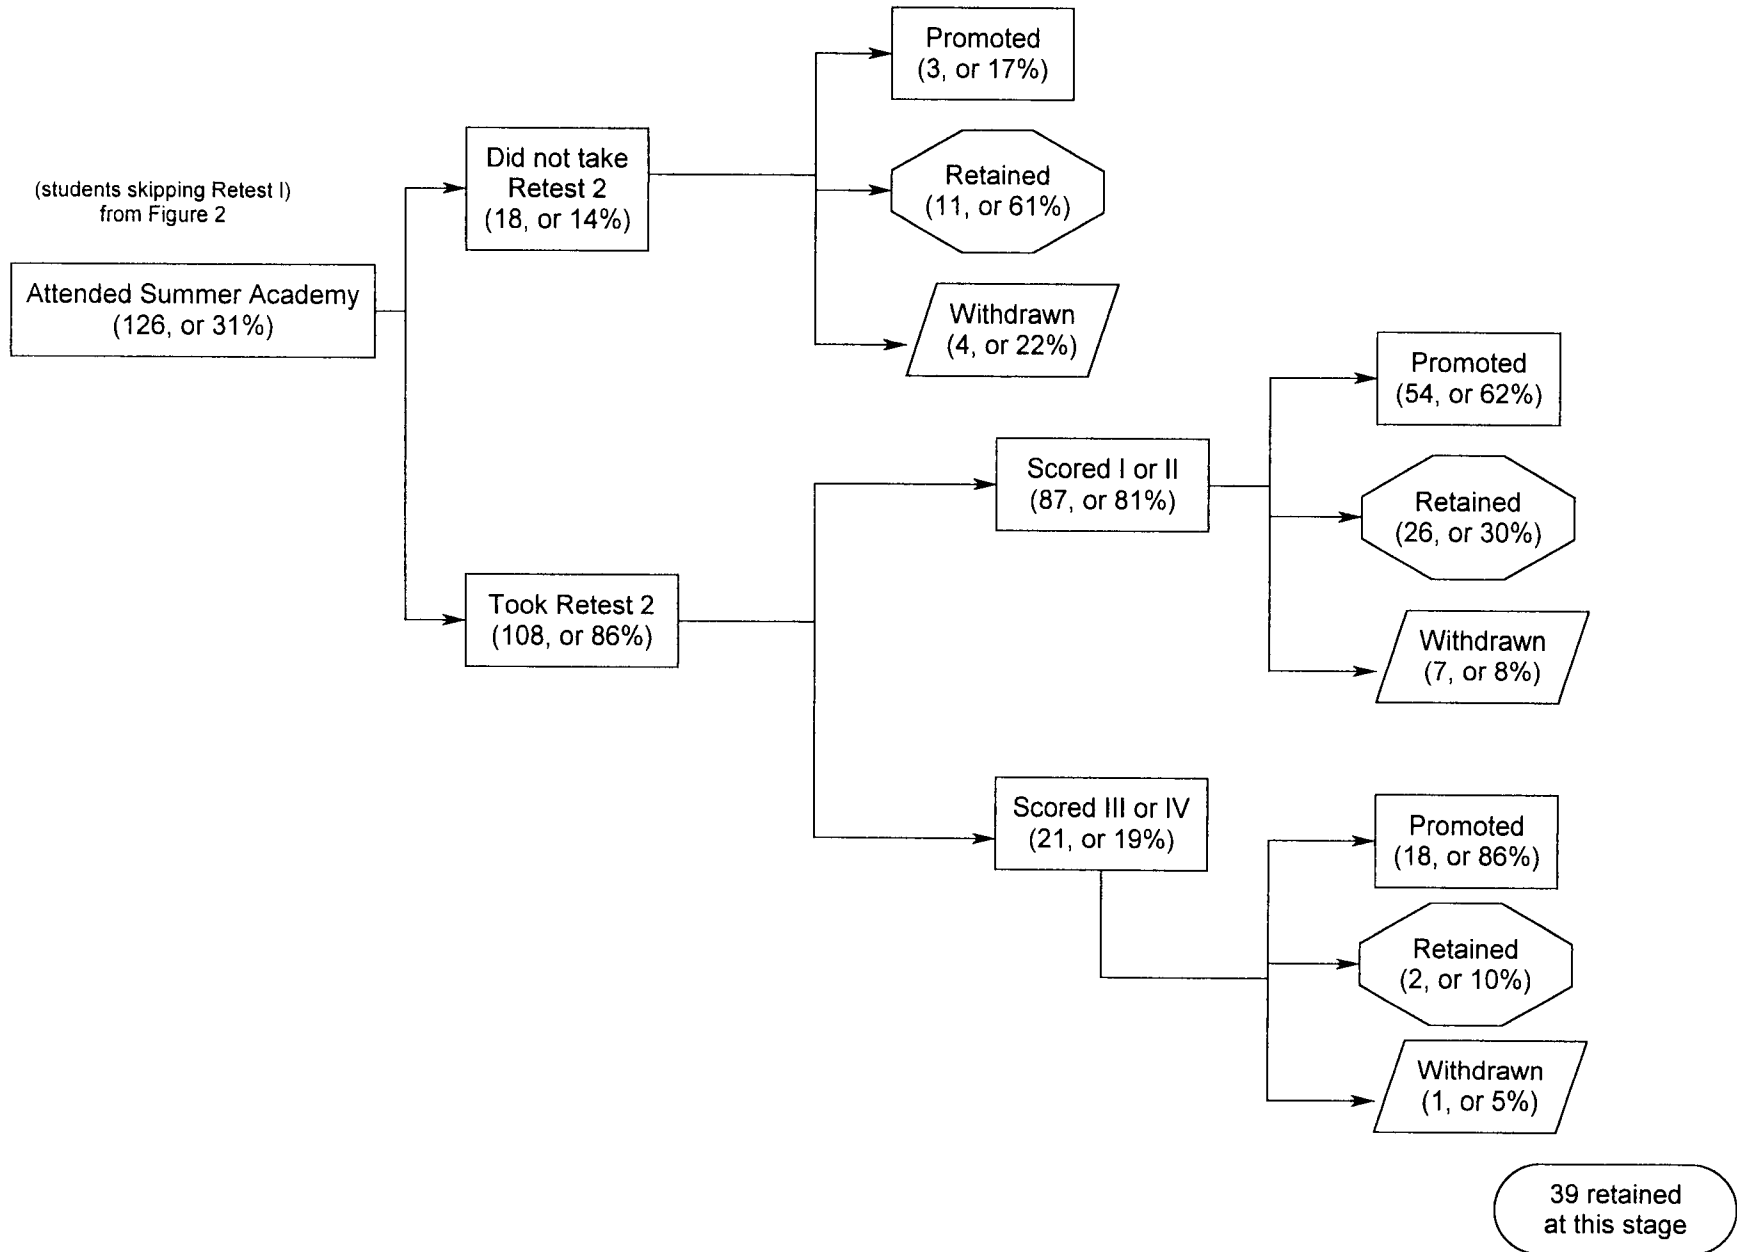 Promoted
(3, or 17%)
Did not take
Retest 2
(18, or 14%)
Retained
(11, or 61%)
(students skipping Retest I)
from Figure 2
Attended Summer Academy
(126, or 31%)
Withdrawn
(4, or 22%)
Promoted
(54, or 62%)
Scored I or II
(87, or 81%)
Retained
(26, or 30%)
Took Retest 2
(108, or 86%)
Withdrawn
(7, or 8%)
Scored III or IV
(21, or 19%)
Promoted
(18, or 86%)
Retained
(2, or 10%)
Withdrawn
(1, or 5%)
39 retained
at this stage